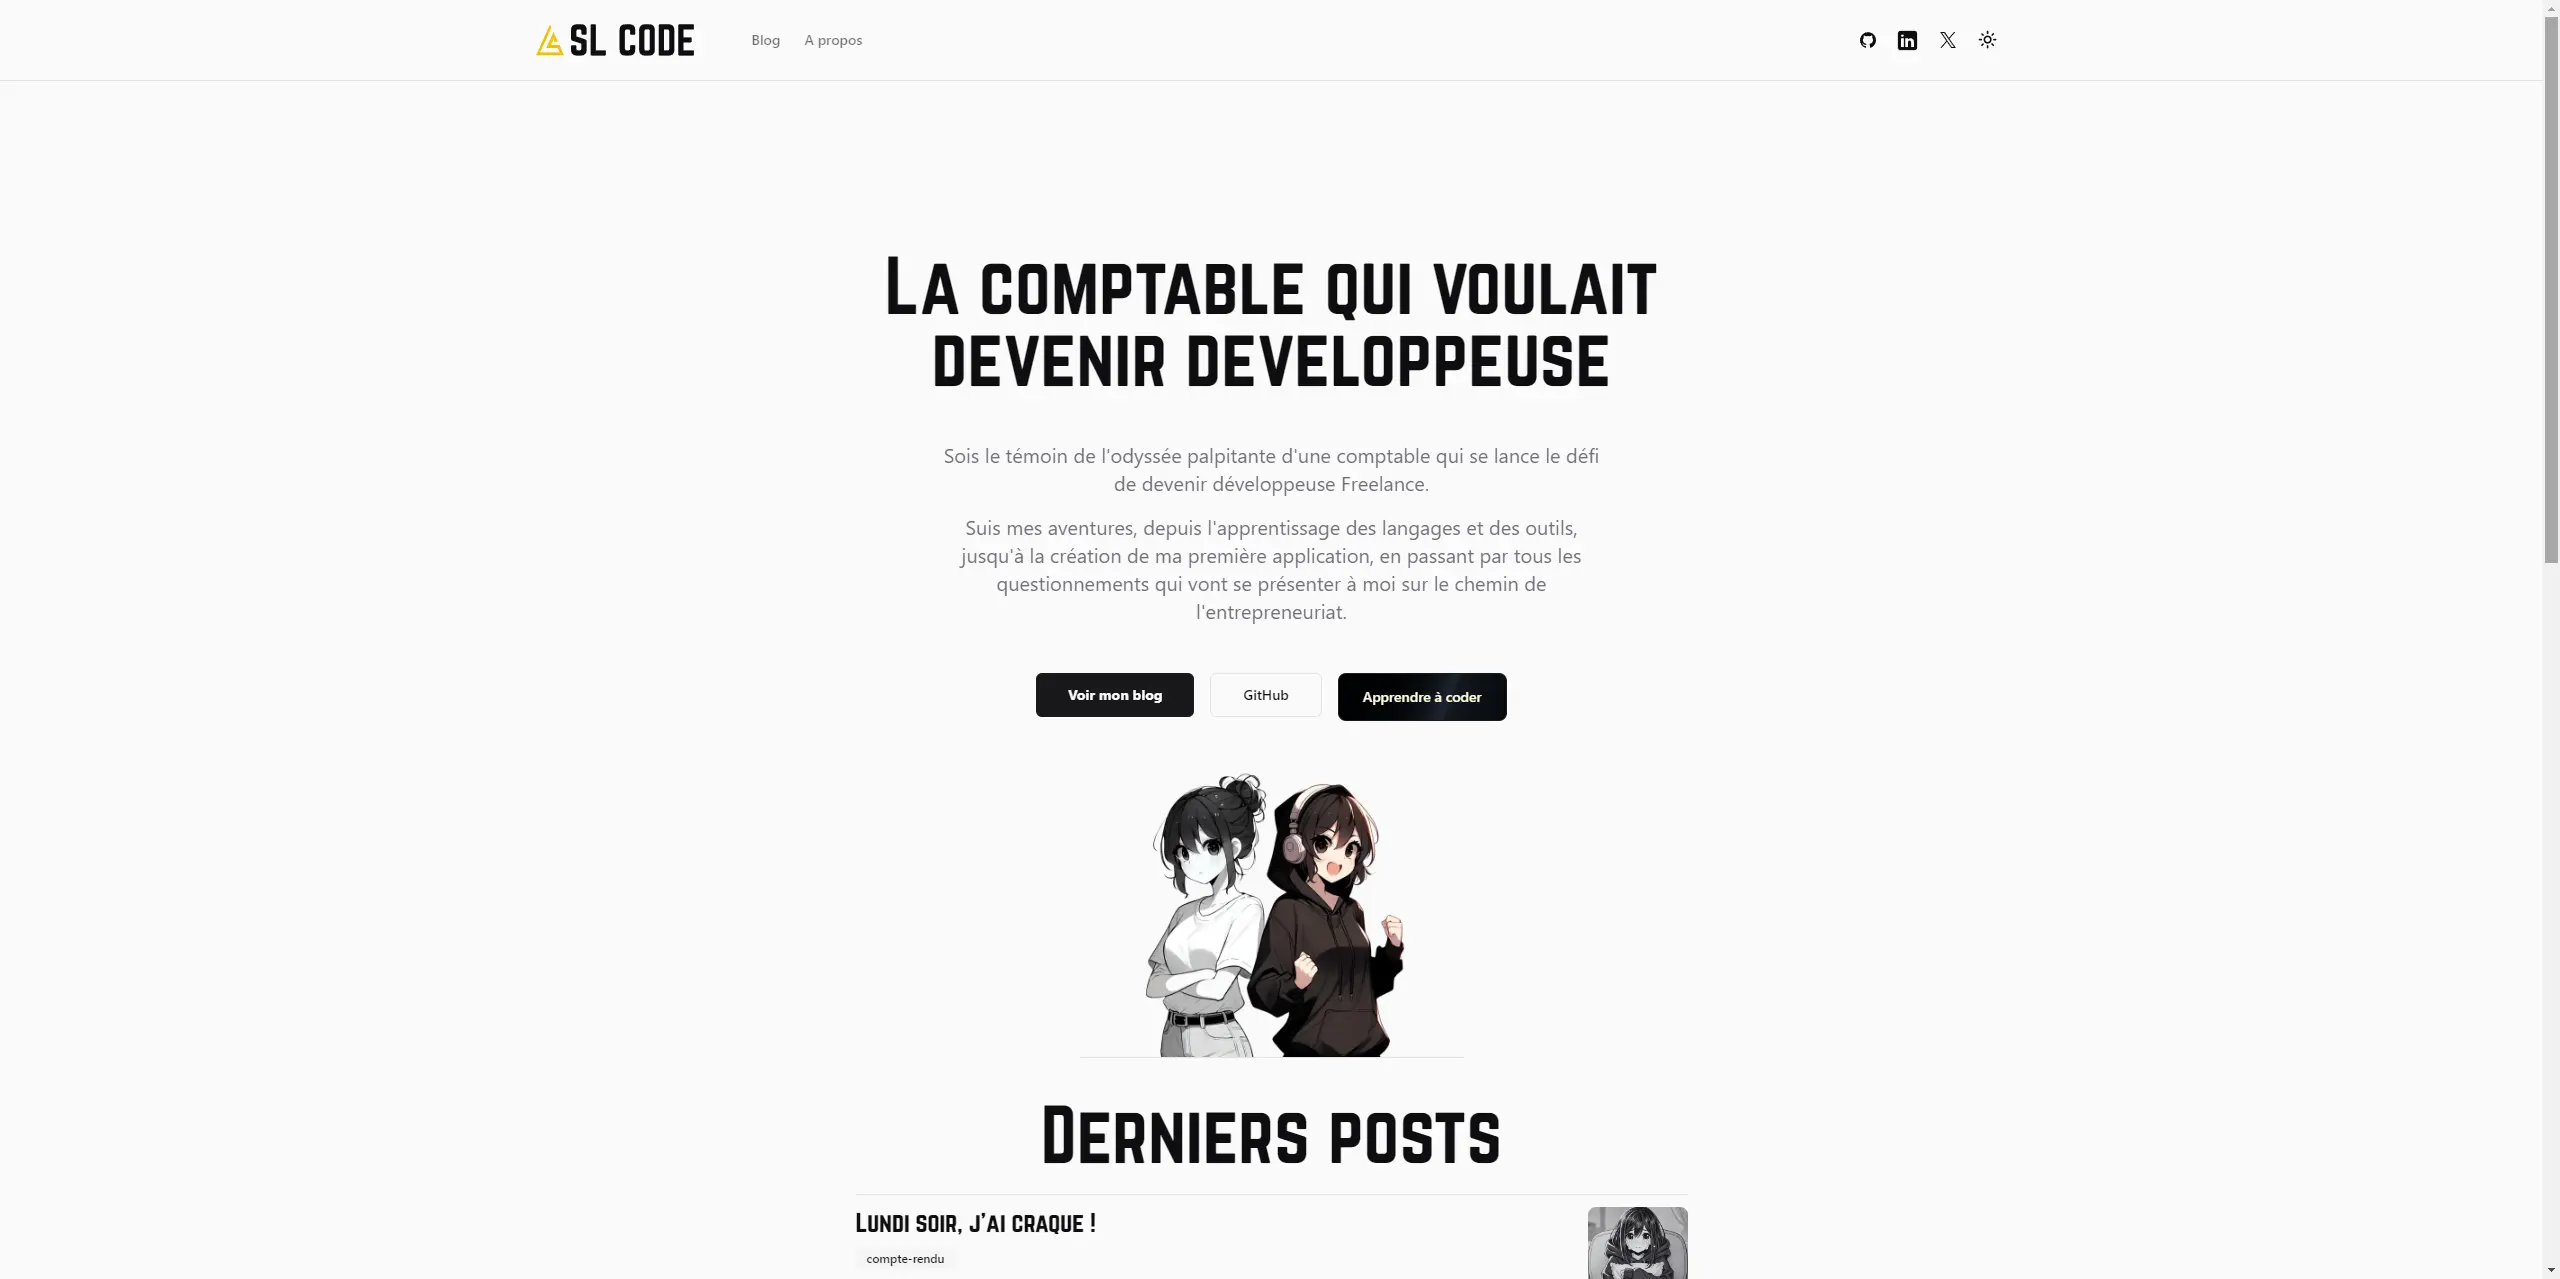 SL CODE
Blog
A propos
La comptable qui voulait
devenir developpeuse
Sois le témoin de l'odyssée palpitante d'une comptable qui se lance le défi
de devenir développeuse Freelance.
Suis mes aventures, depuis l'apprentissage des langages et des outils,
jusqu'à la création de ma première application, en passant par tous les
questionnements qui vont se présenter à moi sur le chemin de
l'entrepreneuriat.
Voir mon blog
GitHub
Apprendre à coder
Derniers posts
Lundi soir, j'ai craque !
compte-rendu